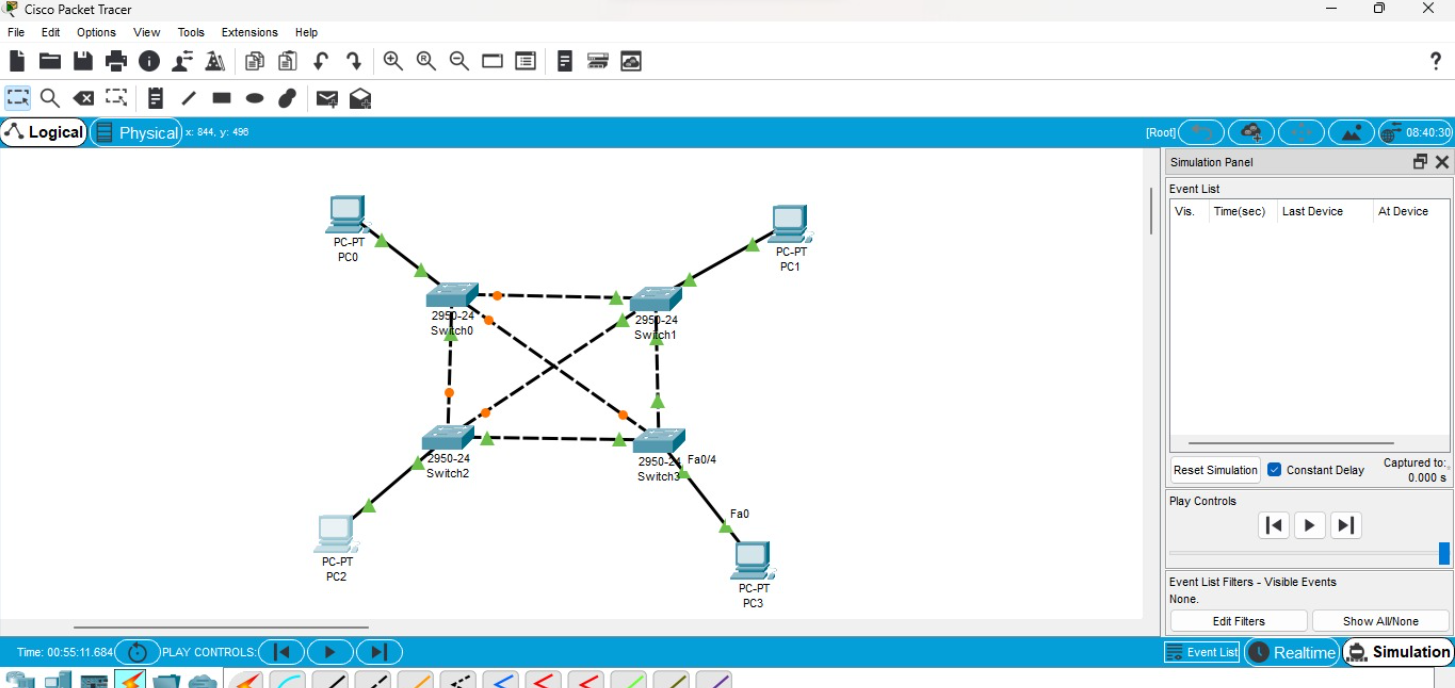 Cisco Packet Tracer
File Edit Options View Tools Extensions Help
?
Logical Physical x: 844, y: 496 [Root] 08:40:30
Simulation Panel
Event List
Vis. Time(sec) Last Device At Device
PC-PT
PC0
PC-PT
PC1
2950-24
Switch0
2950-24
Switch1
2950-24
Switch2
2950-24 Fa0/4
Switch3
Fa0
PC-PT
PC2
PC-PT
PC3
Reset Simulation Constant Delay Captured to:
0.000 s
Play Controls
Event List Filters - Visible Events
None.
Edit Filters Show All/None
Time: 00:55:11.684 PLAY CONTROLS: Event List Realtime Simulation